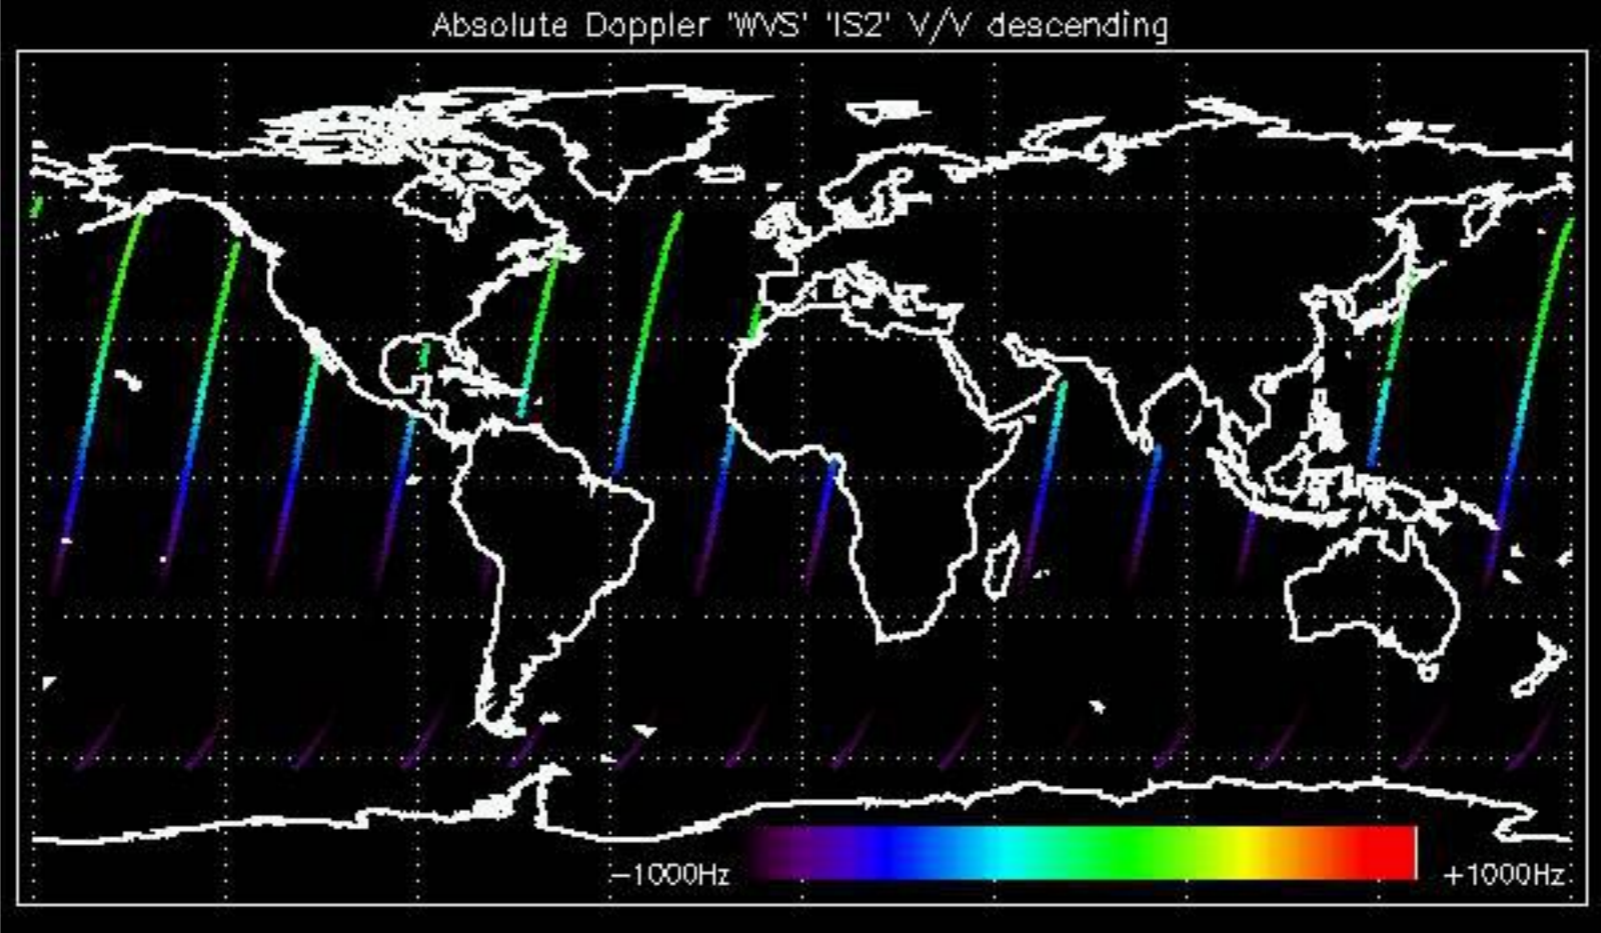 Absolute Doppler 'WVS' 'IS2' V/V descending
−1000Hz +1000Hz